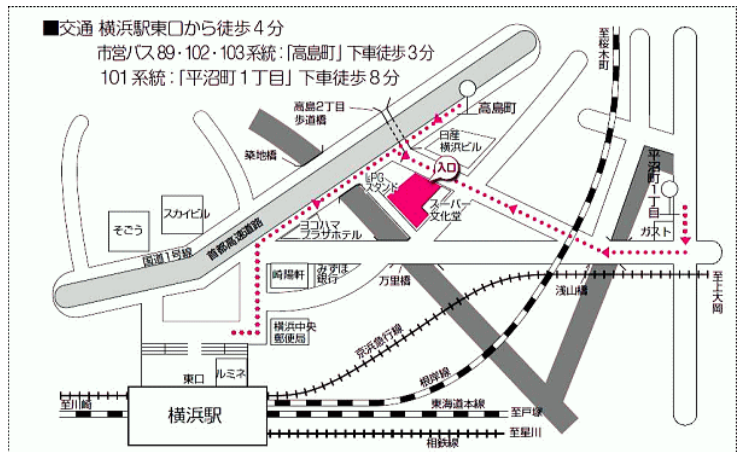 ■交通 横浜駅東口から徒歩4分
市営バス89・102・103系統：「高島町」下車徒歩3分
101系統：「平沼町1丁目」下車徒歩8分
至桜木町
高島2丁目
歩道橋
高島町
築地橋
日産
横浜ビル
平沼町1丁目
入口
LPG
スタンド
スーパー
文化堂
スカイビル
そごう
ヨコハマ
プラザホテル
ガスト
首都高速道路
国道1号線
崎陽軒
みずほ
銀行
万里橋
浅山橋
至上大岡
横浜中央
郵便局
京浜急行線
根岸線
東口
ルミネ
至川崎
横浜駅
東海道本線
至戸塚
至星川
相鉄線